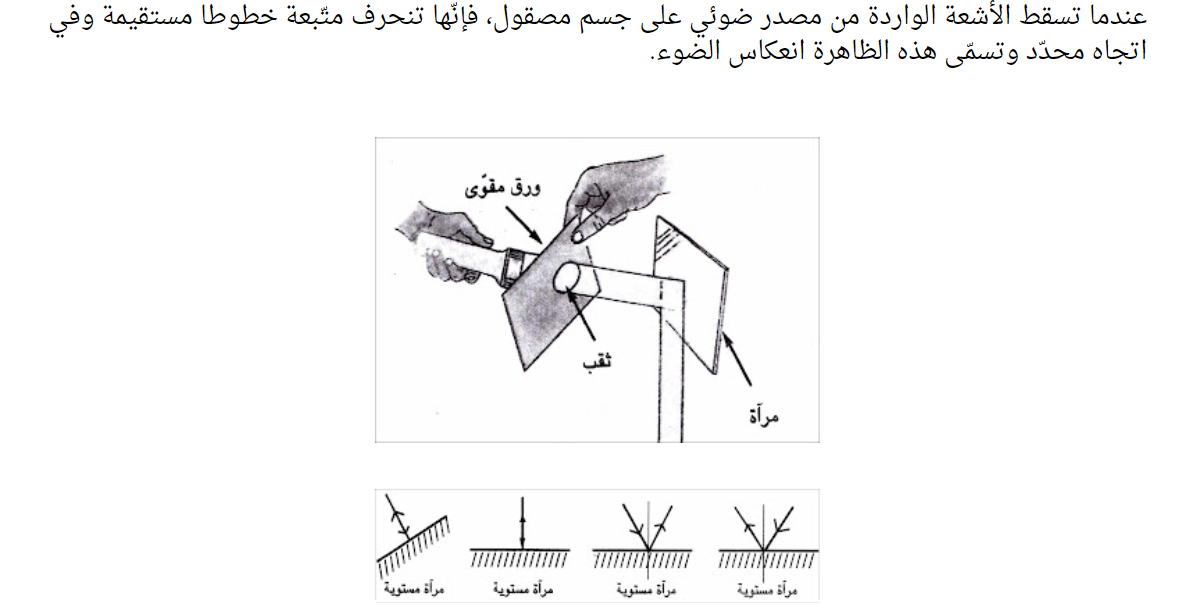 عندما تسقط الأشعة الواردة من مصدر ضوئي على جسم مصقول، فإنّها تنحرف متّبعة خطوطا مستقيمة وفي
اتجاه محدّد وتسمّى هذه الظاهرة انعكاس الضوء.
ورق مقوّى
ثقب
مرآة
مرآة مستوية
مرآة مستوية
مرآة مستوية
مرآة مستوية